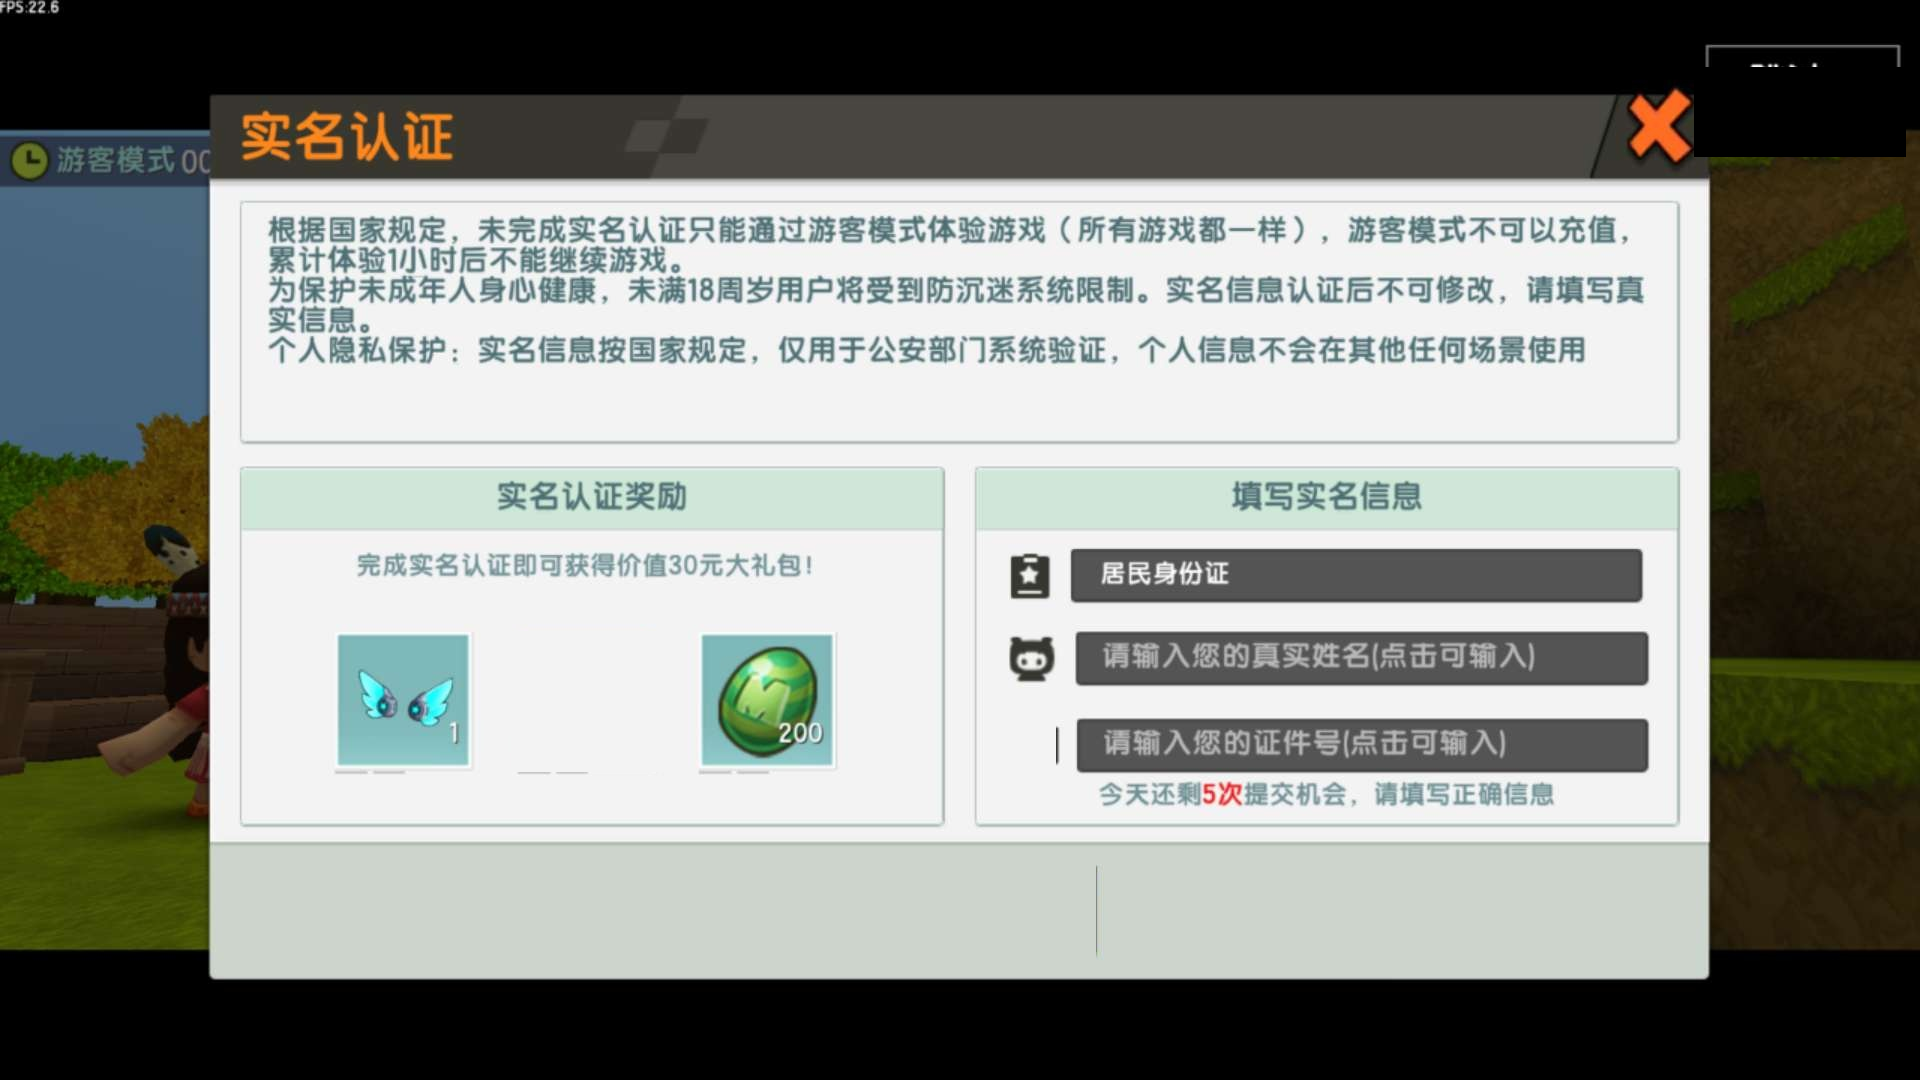 FPS:22.6
实名认证
游客模式00
根据国家规定，未完成实名认证只能通过游客模式体验游戏（所有游戏都一样），游客模式不可以充值，
累计体验1小时后不能继续游戏。
为保护未成年人身心健康，未满18周岁用户将受到防沉迷系统限制。实名信息认证后不可修改，请填写真
实信息。
个人隐私保护：实名信息按国家规定，仅用于公安部门系统验证，个人信息不会在其他任何场景使用
实名认证奖励
完成实名认证即可获得价值30元大礼包！
1
200
填写实名信息
居民身份证
请输入您的真实姓名(点击可输入)
请输入您的证件号(点击可输入)
今天还剩5次提交机会，请填写正确信息